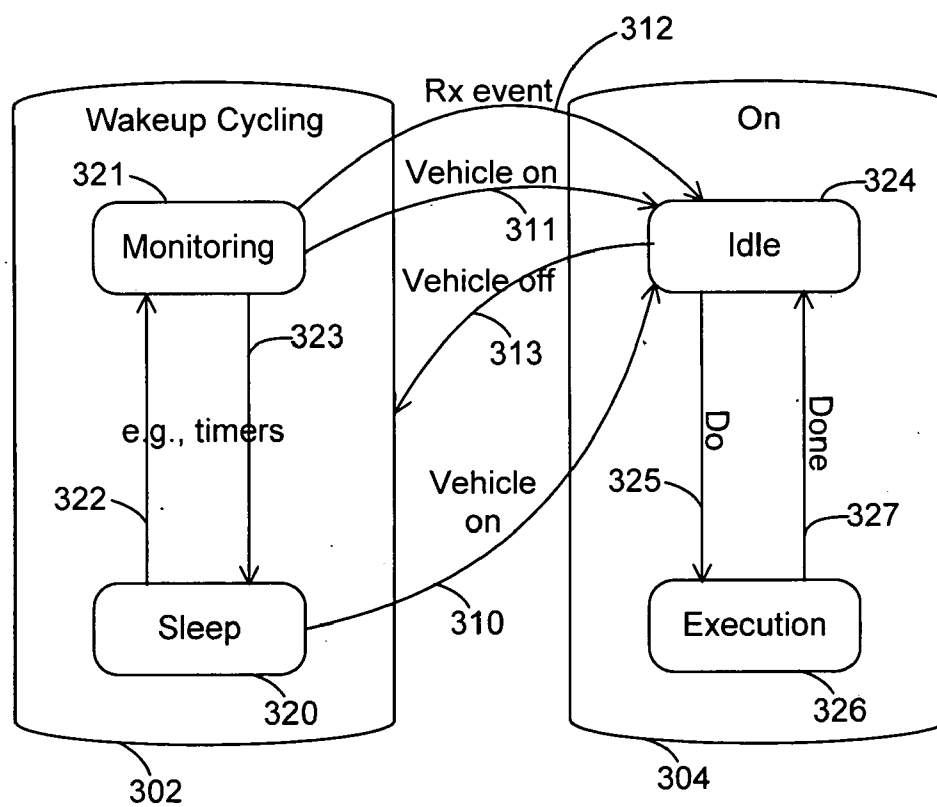 312
Rx event
Wakeup Cycling
On
321
Vehicle on
324
Monitoring
311
Idle
Vehicle off
323
313
e.g., timers
Do
Done
Vehicle
on
322
325
327
Sleep
310
Execution
320
326
302
304